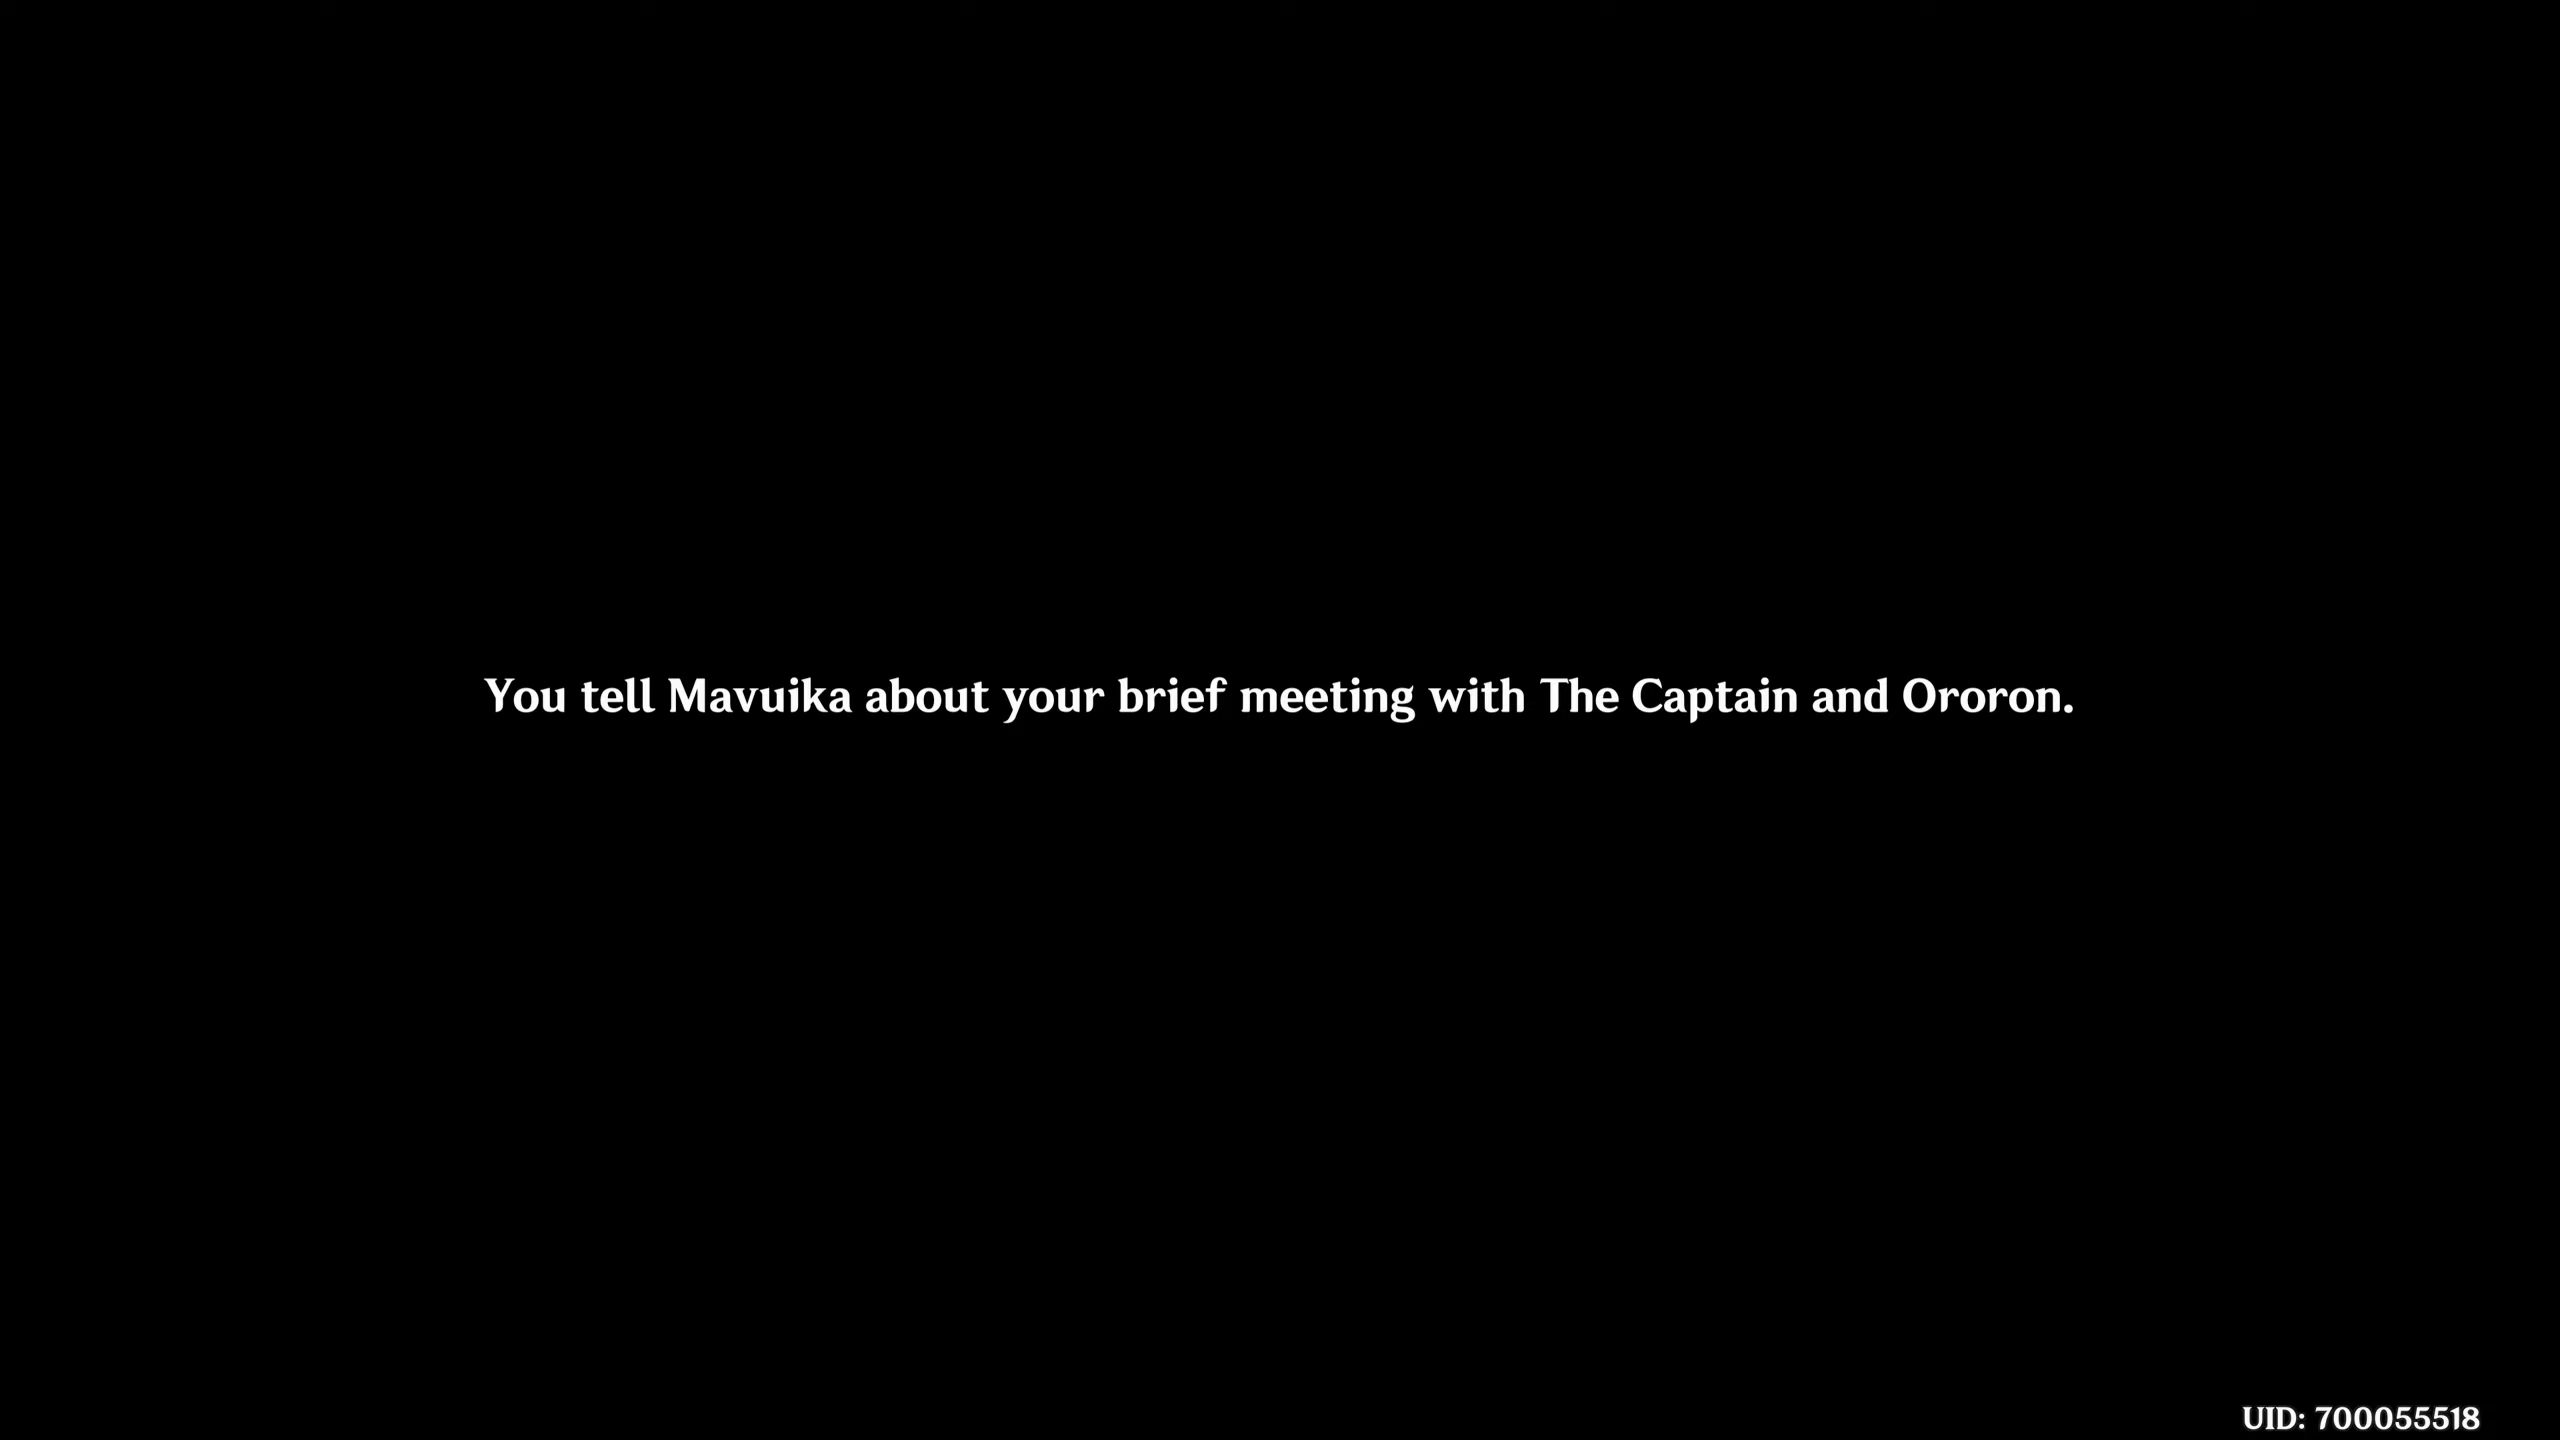 You tell Mavuika about your brief meeting with The Captain and Ororon.
UID: 700055518